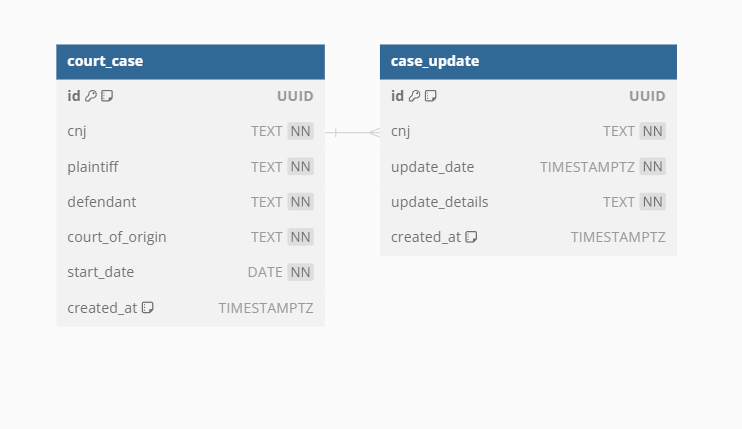 court_case
id UUID
cnj TEXT NN
plaintiff TEXT NN
defendant TEXT NN
court_of_origin TEXT NN
start_date DATE NN
created_at TIMESTAMPTZ
case_update
id UUID
cnj TEXT NN
update_date TIMESTAMPTZ NN
update_details TEXT NN
created_at TIMESTAMPTZ